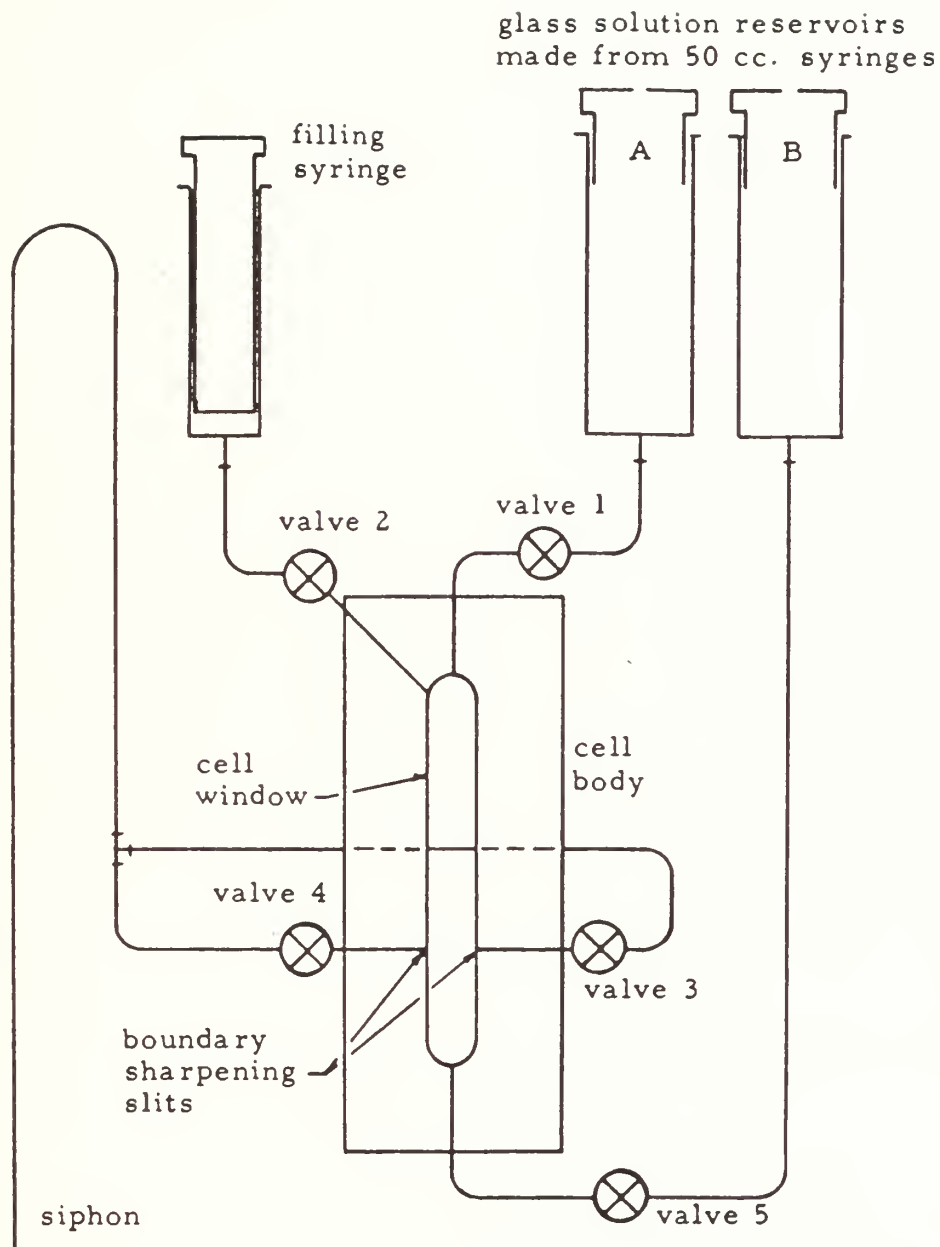 glass solution reservoirs
made from 50 cc. syringes
filling
syringe
A
B
valve 2
valve 1
cell
window
cell
body
valve 4
valve 3
boundary
sharpening
slits
siphon
valve 5